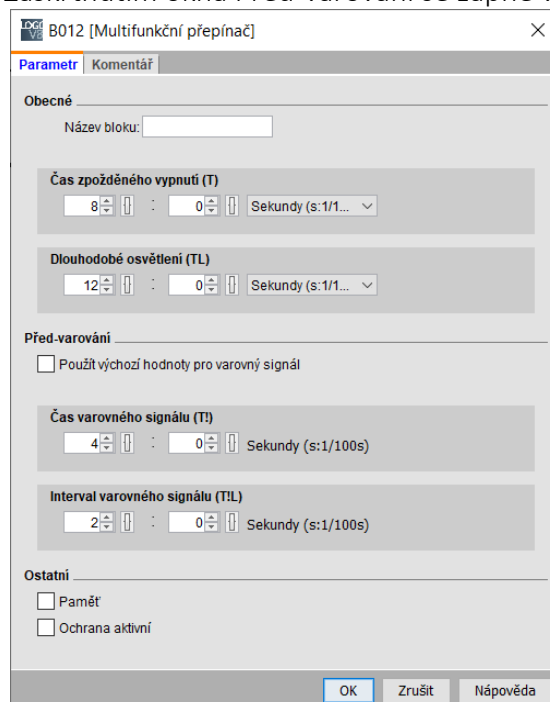 B012 [Multifunkční přepínač]
Parametr Komentář
Obecné
Název bloku:
Čas zpožděného vypnutí (T)
8 : 0 Sekundy (s:1/1...
Dlouhodobé osvětlení (TL)
12 : 0 Sekundy (s:1/1...
Před-varování
Použít výchozí hodnoty pro varovný signál
Čas varovného signálu (T!)
4 : 0 Sekundy (s:1/100s)
Interval varovného signálu (T!L)
2 : 0 Sekundy (s:1/100s)
Ostatní
Paměť
Ochrana aktivní
OK Zrušit Nápověda